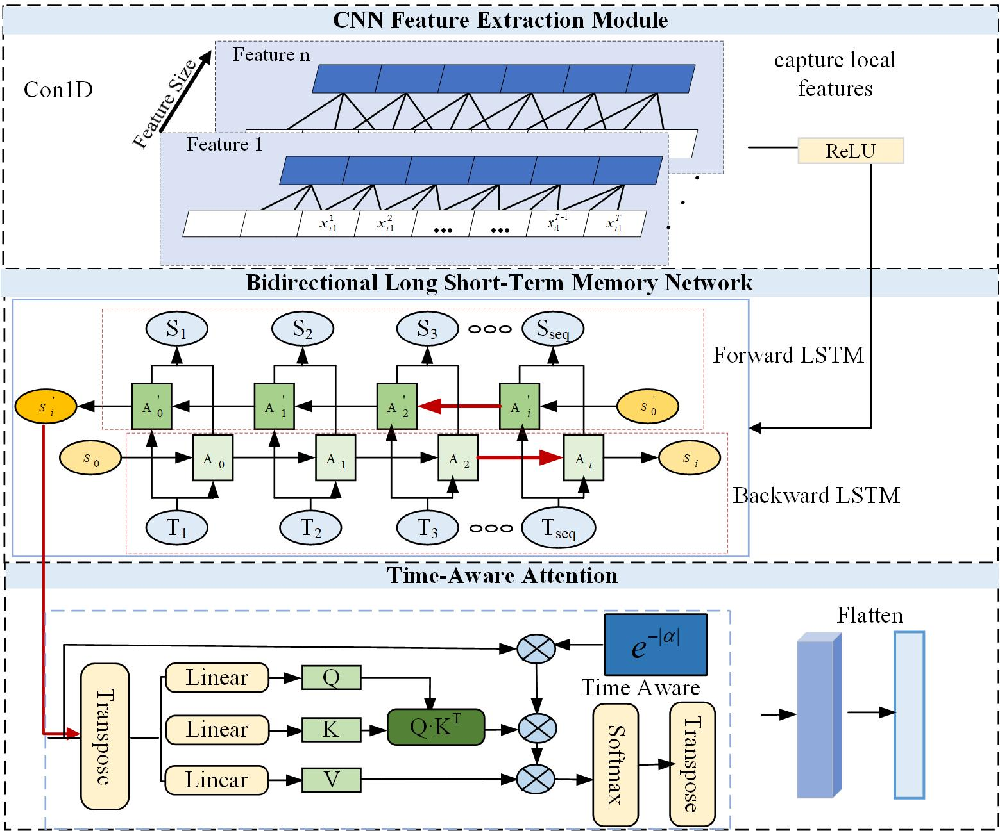 CNN Feature Extraction Module
Con1D
Feature Size
Feature n
Feature 1
x_{i1}^{1} x_{i1}^{2} ... ... x_{i1}^{T-1} x_{i1}^{T}
capture local
features
ReLU
Bidirectional Long Short-Term Memory Network
S1 S2 S3 Sseq
Forward LSTM
s'i A'0 A'1 A'2 A'i s'0
s0 A0 A1 A2 Ai si
Backward LSTM
T1 T2 T3 Tseq
Time-Aware Attention
Transpose
Linear Q
Linear K Q·K^T
Linear V
e^{-|α|}
Time Aware
Softmax
Transpose
Flatten